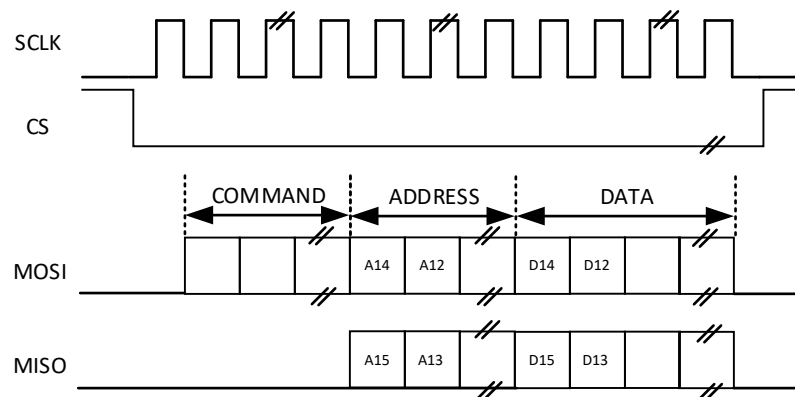 SCLK
CS
COMMAND ADDRESS DATA
MOSI A14 A12 D14 D12
MISO A15 A13 D15 D13